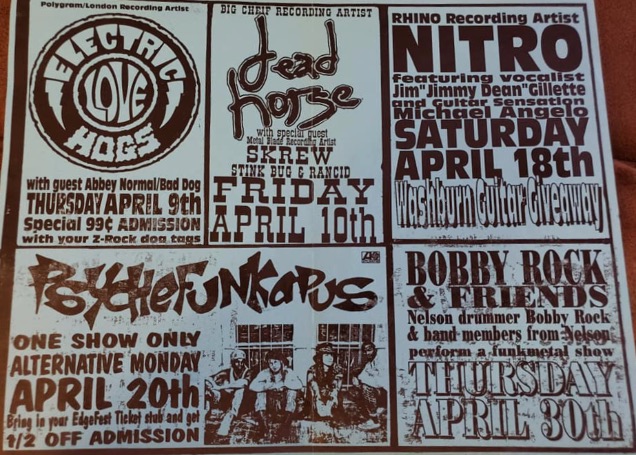 Polygram/London Recording Artist
ELECTRIC
LOVE
HOGS
with guest Abbey Normal/Bad Dog
THURSDAY APRIL 9th
Special 99¢ ADMISSION
with your Z-Rock dog tags
BIG CHEIF RECORDING ARTIST
dead
horse
with special guest
Metal Blade Recording Artist
SKREW
STINK BUG & RANCID
FRIDAY
APRIL 10th
RHINO Recording Artist
NITRO
featuring vocalist
Jim"Jimmy Dean"Gillette
and Guitar Sensation
Michael Angelo
SATURDAY
APRIL 18th
Washburn Guitar Giveaway
PSYCHEFUNKAPUS
ONE SHOW ONLY
ALTERNATIVE MONDAY
APRIL 20th
Bring in your EdgeFest Ticket stub and get
1/2 OFF ADMISSION
BOBBY ROCK
& FRIENDS
Nelson drummer Bobby Rock
& band members from Nelson
perform a funkmetal show
THURSDAY
APRIL 30th